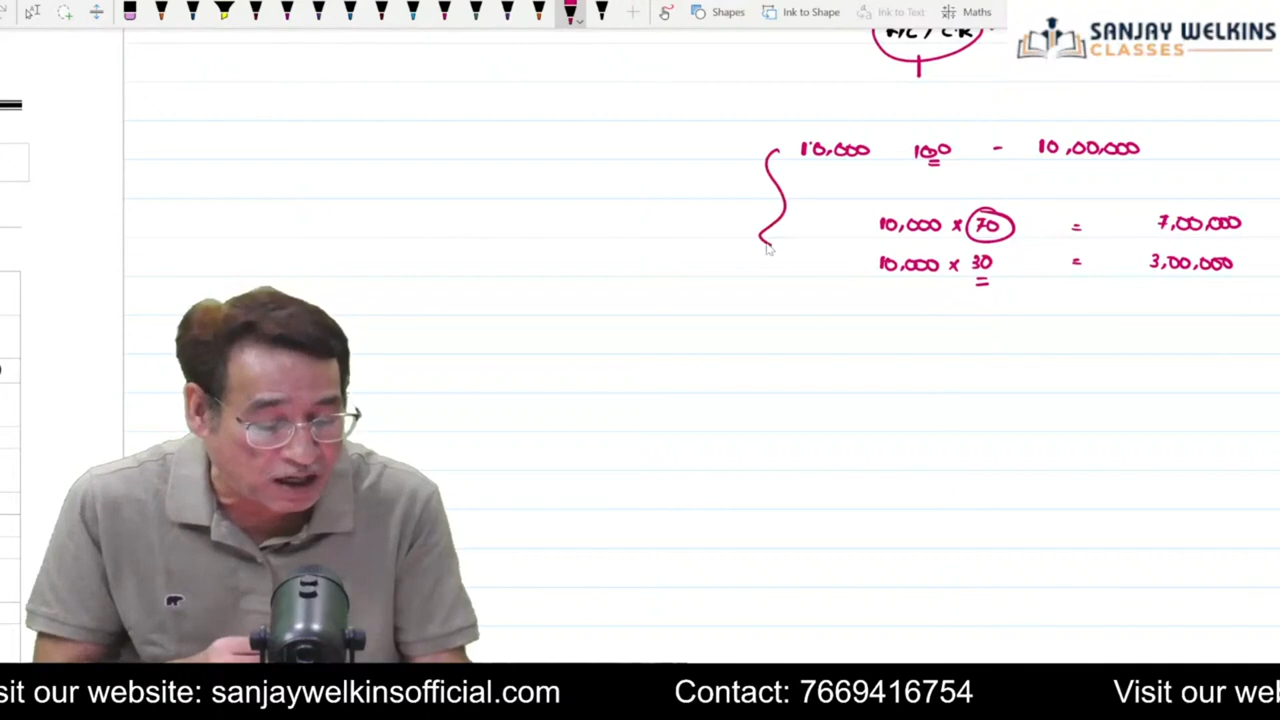 Shapes Ink to Shape Ink to Text Maths
SANJAY WELKINS
CLASSES
A/C / C.R
10,000 100 - 10,00,000
10,000 × 70 = 7,00,000
10,000 × 30 = 3,00,000
sit our website: sanjaywelkinsofficial.com Contact: 7669416754 Visit our web